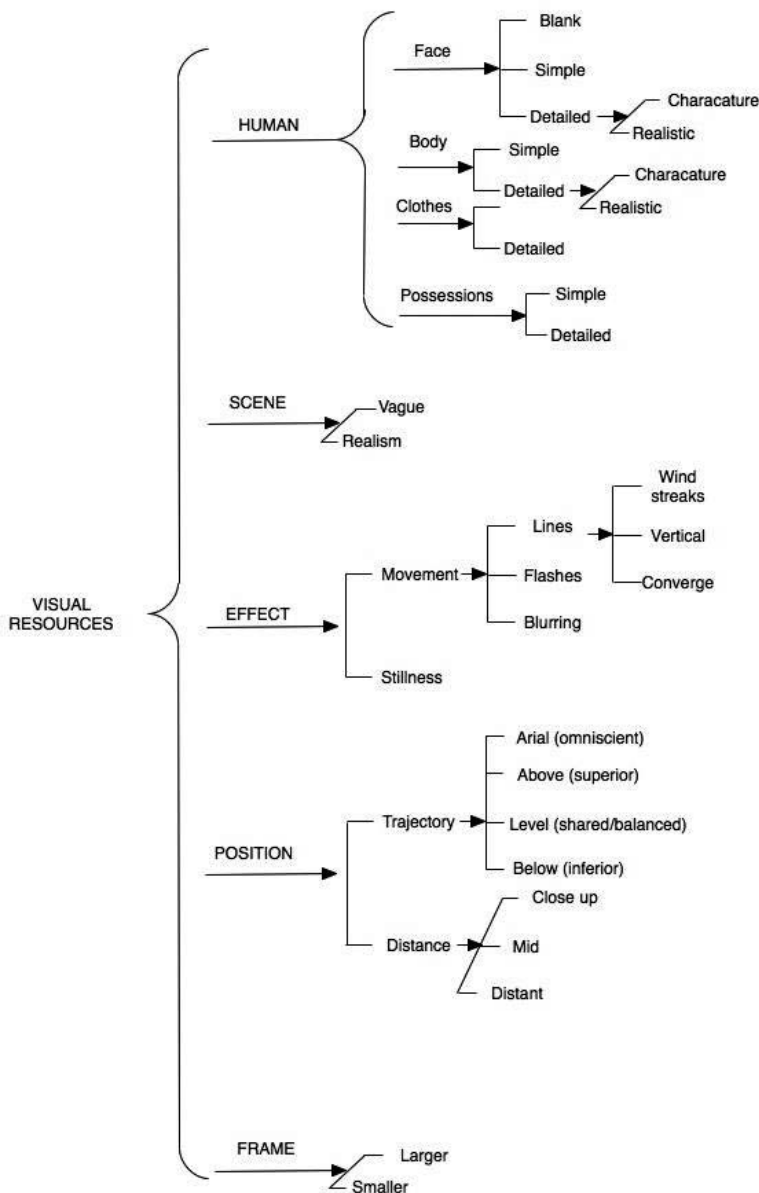 Blank
Face
Simple
Characature
Detailed
Realistic
HUMAN
Body
Simple
Characature
Detailed
Realistic
Clothes
Detailed
Possessions
Simple
Detailed
SCENE
Vague
Realism
Wind
streaks
Lines
Vertical
Movement
Flashes
Converge
VISUAL
RESOURCES
EFFECT
Blurring
Stillness
Arial (omniscient)
Above (superior)
Trajectory
Level (shared/balanced)
POSITION
Below (inferior)
Close up
Distance
Mid
Distant
FRAME
Larger
Smaller